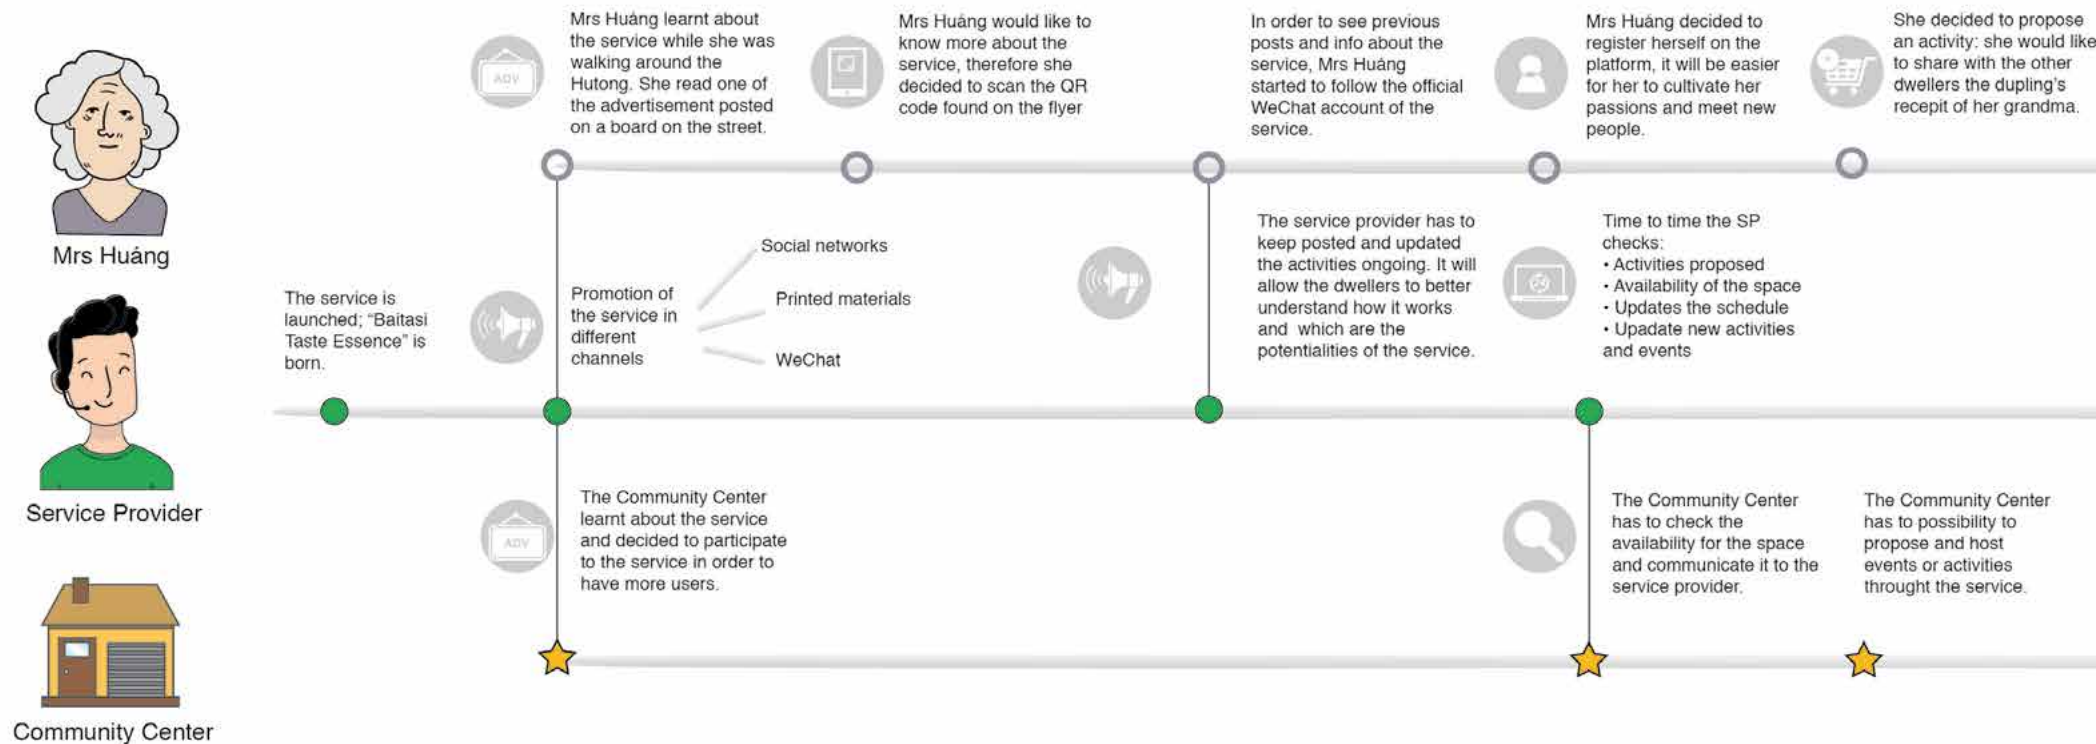 Mrs Huáng learnt about
the service while she was
walking around the
Hutong. She read one of
the advertisement posted
on a board on the street.
Mrs Huáng would like to
know more about the
service, therefore she
decided to scan the QR
code found on the flyer
In order to see previous
posts and info about the
service, Mrs Huáng
started to follow the official
WeChat account of the
service.
Mrs Huáng decided to
register herself on the
platform, it will be easier
for her to cultivate her
passions and meet new
people.
She decided to propose
an activity: she would like
to share with the other
dwellers the dupling's
recepit of her grandma.
ADV
Mrs Huáng
The service is
launched; “Baitasi
Taste Essence” is
born.
Promotion of
the service in
different
channels
Social networks
Printed materials
WeChat
The service provider has to
keep posted and updated
the activities ongoing. It will
allow the dwellers to better
understand how it works
and which are the
potentialities of the service.
Time to time the SP
checks:
• Activities proposed
• Availability of the space
• Updates the schedule
• Upadate new activities
and events
Service Provider
ADV
The Community Center
learnt about the service
and decided to participate
to the service in order to
have more users.
The Community Center
has to check the
availability for the space
and communicate it to the
service provider.
The Community Center
has to possibility to
propose and host
events or activities
throught the service.
Community Center